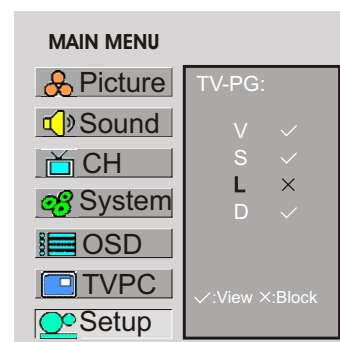 MAIN MENU
Picture
Sound
CH
System
OSD
TVPC
Setup
TV-PG:
V ✓
S ✓
L ×
D ✓
✓:View ×:Block